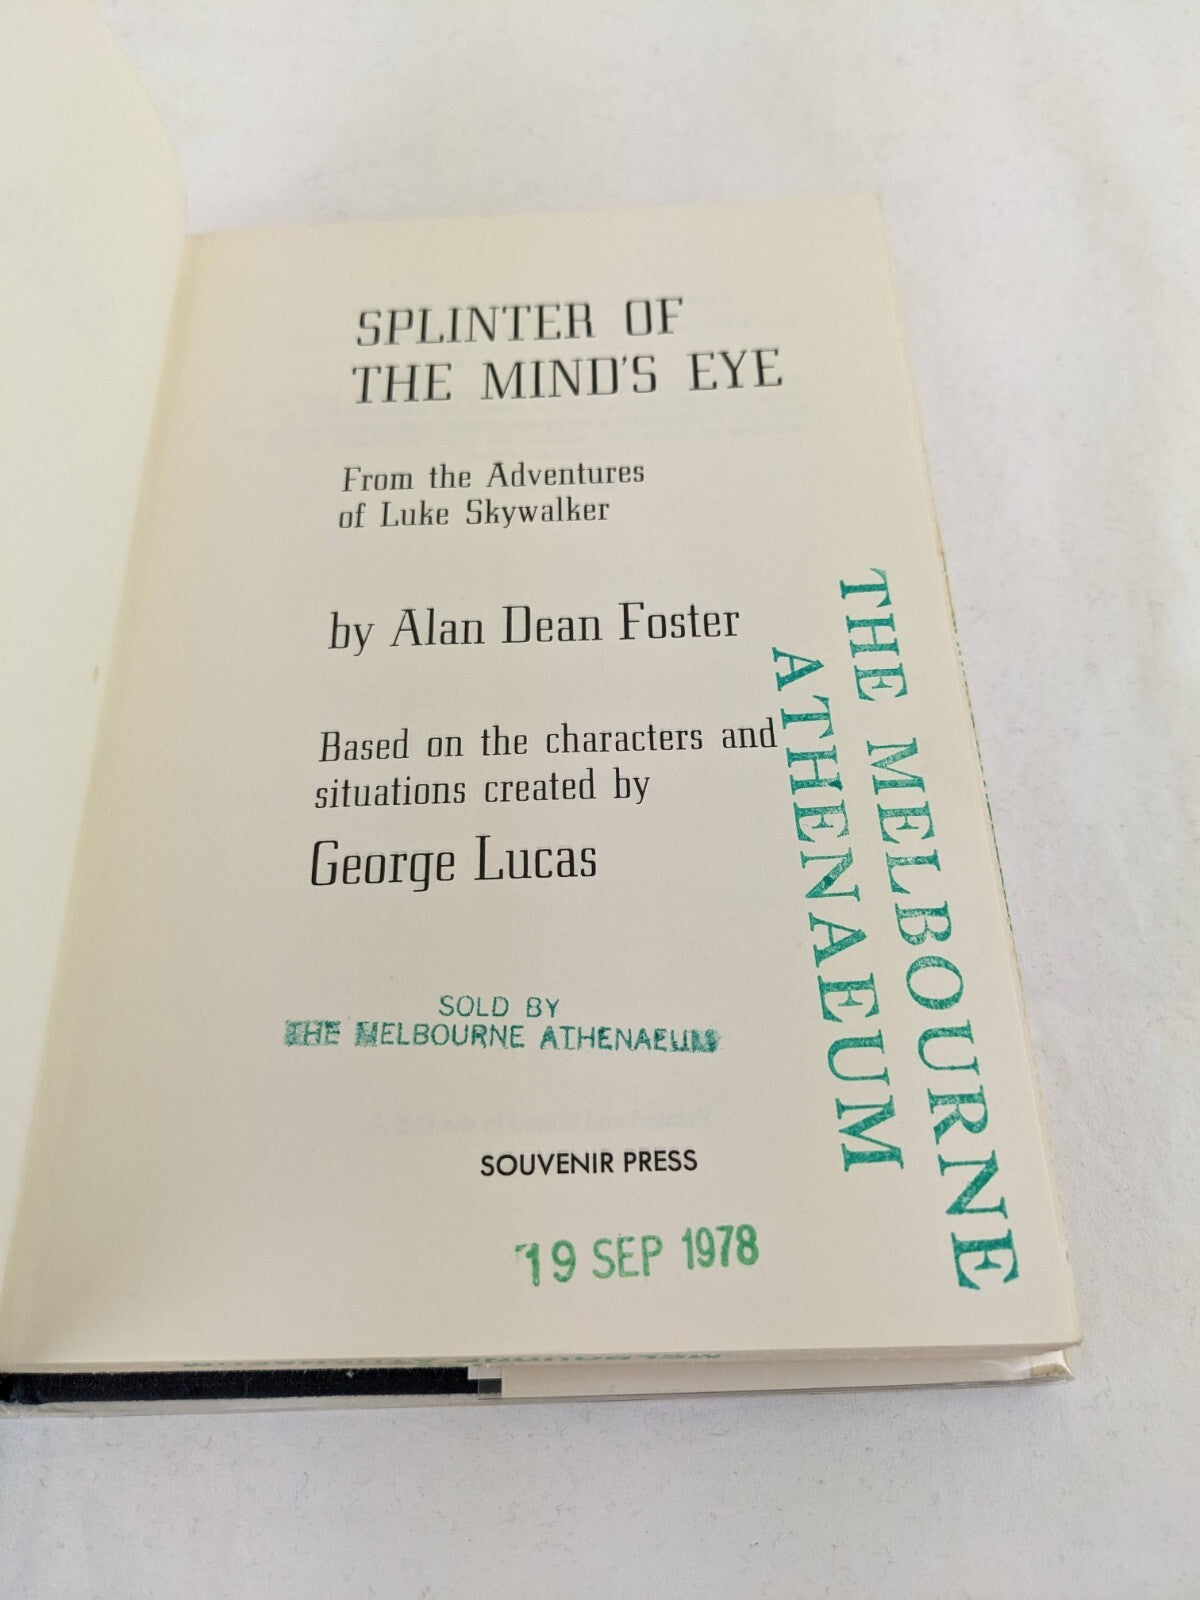 SPLINTER OF
THE MIND'S EYE
From the Adventures
of Luke Skywalker
by Alan Dean Foster
Based on the characters and
situations created by
George Lucas
THE MELBOURNE
ATHENAEUM
SOLD BY
THE MELBOURNE ATHENAEUM
SOUVENIR PRESS
19 SEP 1978
MELBOURNE ATHENAEUM